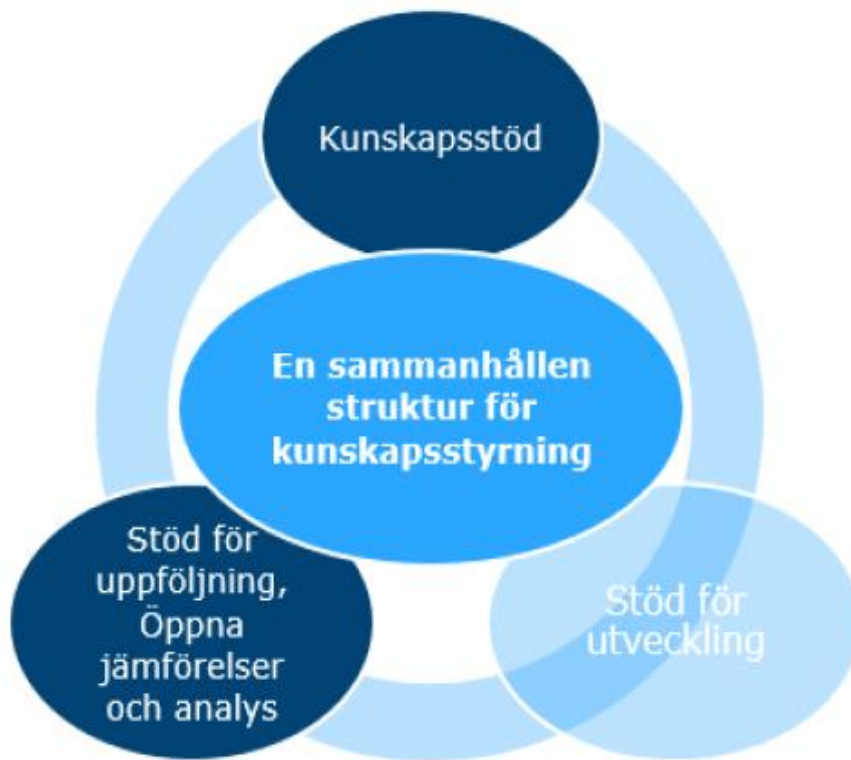 Kunskapsstöd
En sammanhållen
struktur för
kunskapsstyrning
Stöd för
uppföljning,
Öppna
jämförelser
och analys
Stöd för
utveckling